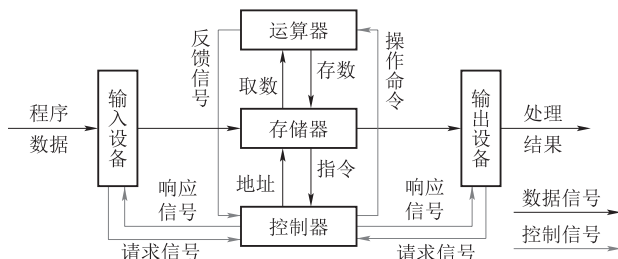 运算器
反馈信号
操作命令
取数
存数
程序
数据
输入设备
存储器
输出设备
处理
结果
地址
指令
响应
信号
响应
信号
控制器
数据信号
控制信号
请求信号
请求信号